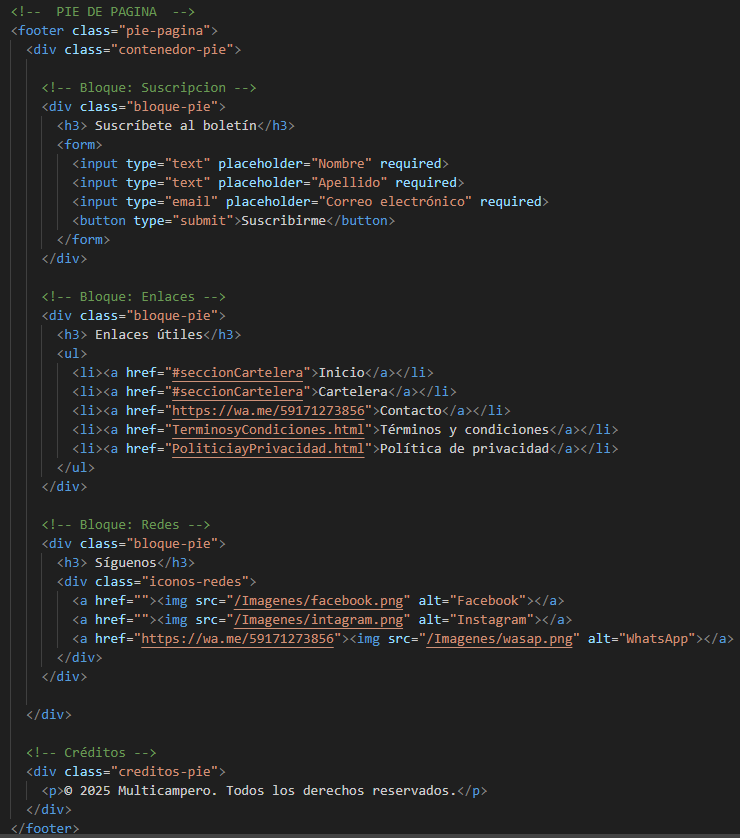 <!--  PIE DE PAGINA  -->
<footer class="pie-pagina">
  <div class="contenedor-pie">

    <!-- Bloque: Suscripcion -->
    <div class="bloque-pie">
      <h3> Suscríbete al boletín</h3>
      <form>
        <input type="text" placeholder="Nombre" required>
        <input type="text" placeholder="Apellido" required>
        <input type="email" placeholder="Correo electrónico" required>
        <button type="submit">Suscribirme</button>
      </form>
    </div>

    <!-- Bloque: Enlaces -->
    <div class="bloque-pie">
      <h3> Enlaces útiles</h3>
      <ul>
        <li><a href="#seccionCartelera">Inicio</a></li>
        <li><a href="#seccionCartelera">Cartelera</a></li>
        <li><a href="https://wa.me/59171273856">Contacto</a></li>
        <li><a href="TerminosyCondiciones.html">Términos y condiciones</a></li>
        <li><a href="PoliticiayPrivacidad.html">Política de privacidad</a></li>
      </ul>
    </div>

    <!-- Bloque: Redes -->
    <div class="bloque-pie">
      <h3> Síguenos</h3>
      <div class="iconos-redes">
        <a href=""><img src="/Imagenes/facebook.png" alt="Facebook"></a>
        <a href=""><img src="/Imagenes/intagram.png" alt="Instagram"></a>
        <a href="https://wa.me/59171273856"><img src="/Imagenes/wasap.png" alt="WhatsApp"></a>
      </div>
    </div>

  </div>

  <!-- Créditos -->
  <div class="creditos-pie">
    <p>© 2025 Multicampero. Todos los derechos reservados.</p>
  </div>
</footer>